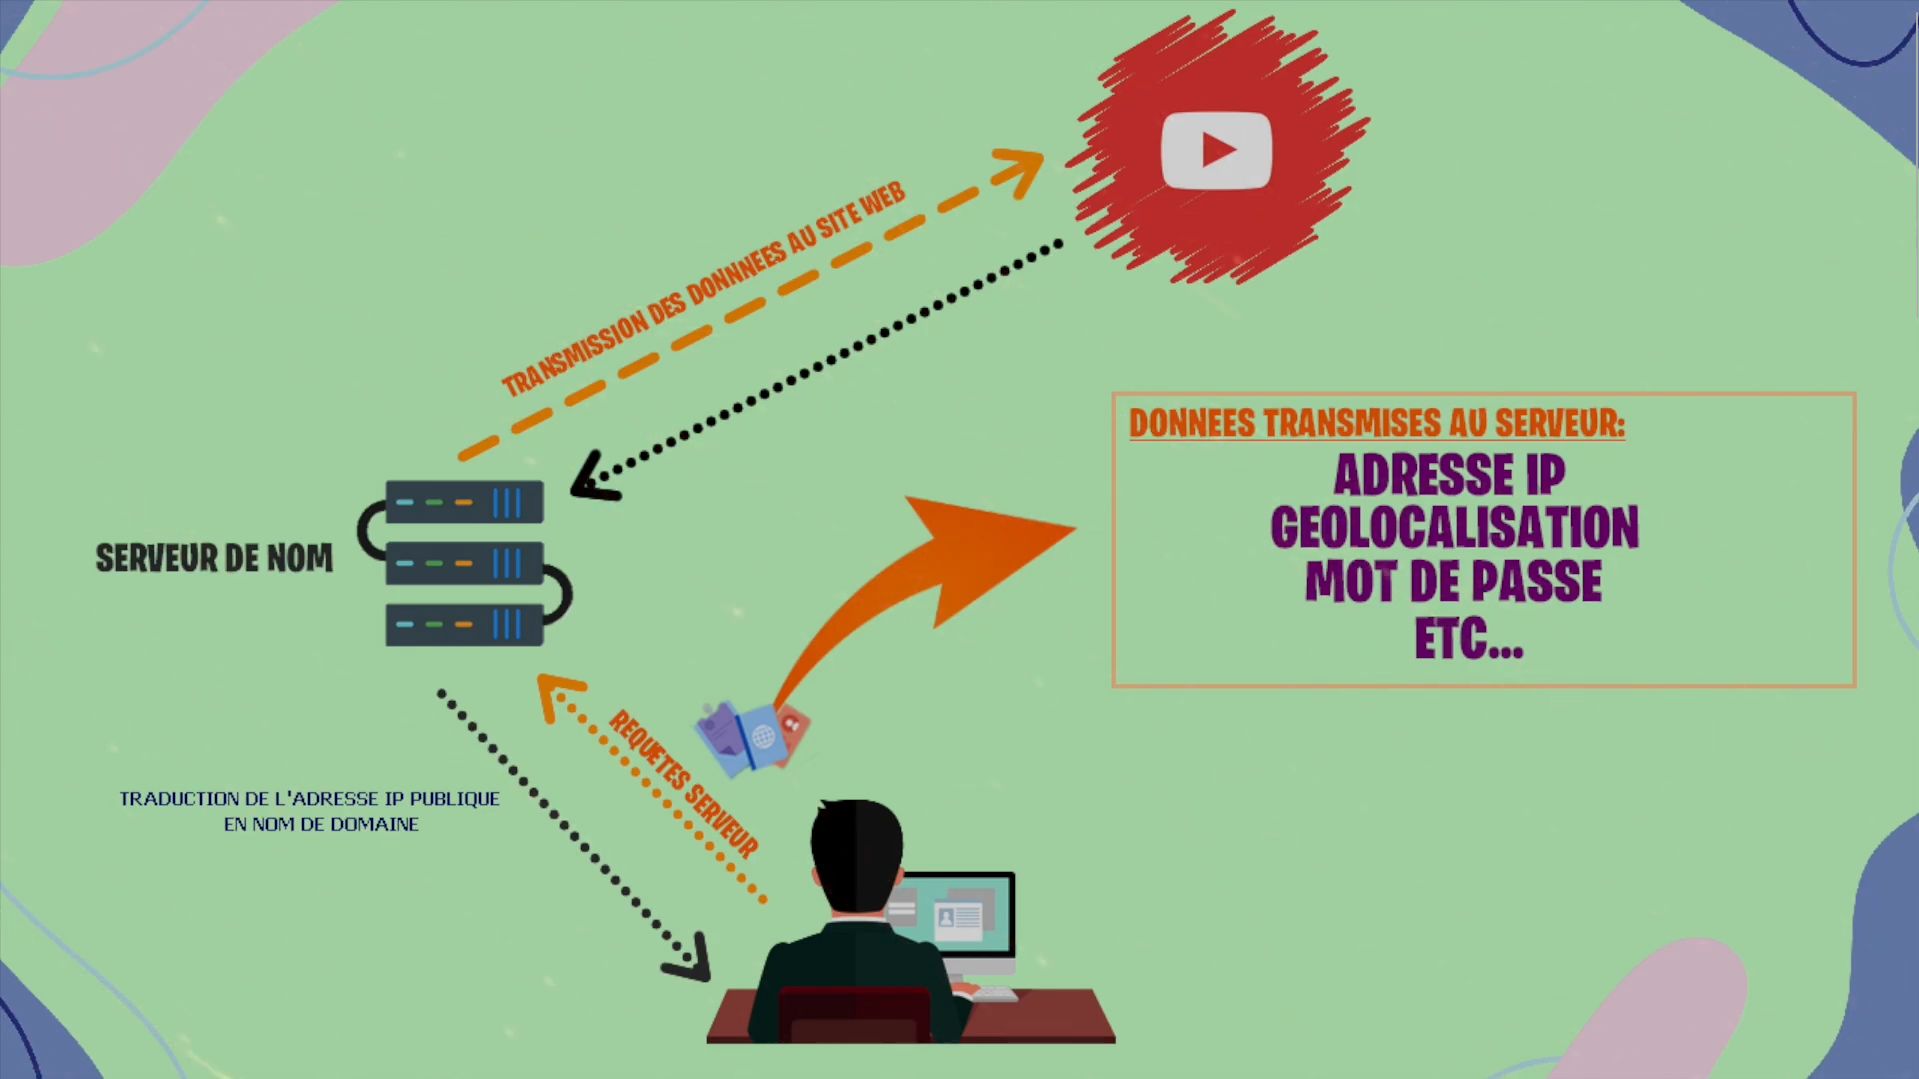 TRANSMISSION DES DONNNEES AU SITE WEB
DONNEES TRANSMISES AU SERVEUR:
ADRESSE IP
GEOLOCALISATION
MOT DE PASSE
ETC...
SERVEUR DE NOM
REQUETES SERVEUR
TRADUCTION DE L'ADRESSE IP PUBLIQUE
EN NOM DE DOMAINE